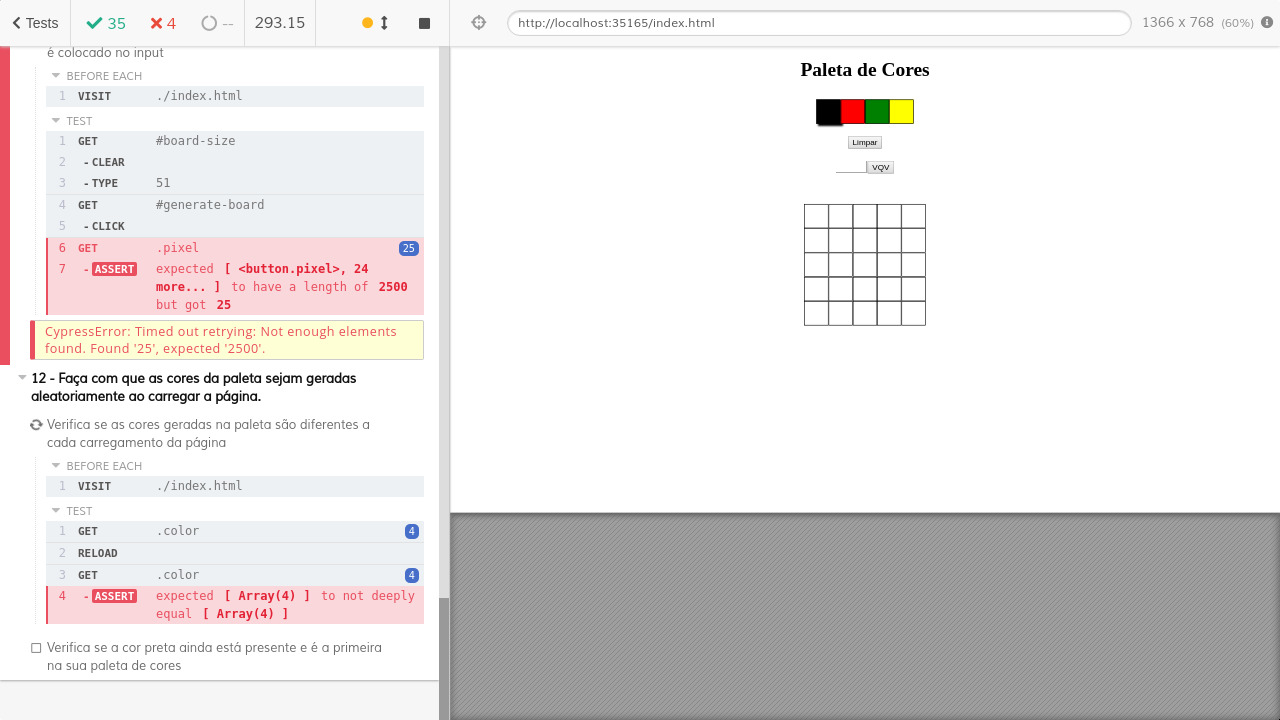 Tests
35
4
--
293.15
http://localhost:35165/index.html
1366 x 768 (60%)
é colocado no input
BEFORE EACH
1 VISIT ./index.html
TEST
1 GET #board-size
2 - CLEAR
3 - TYPE 51
4 GET #generate-board
5 - CLICK
6 GET .pixel 25
7 - ASSERT expected [ <button.pixel>, 24
more... ] to have a length of 2500
but got 25
CypressError: Timed out retrying: Not enough elements
found. Found '25', expected '2500'.
12 - Faça com que as cores da paleta sejam geradas
aleatoriamente ao carregar a página.
Verifica se as cores geradas na paleta são diferentes a
cada carregamento da página
BEFORE EACH
1 VISIT ./index.html
TEST
1 GET .color 4
2 RELOAD
3 GET .color 4
4 - ASSERT expected [ Array(4) ] to not deeply
equal [ Array(4) ]
Verifica se a cor preta ainda está presente e é a primeira
na sua paleta de cores
Paleta de Cores
Limpar
VQV